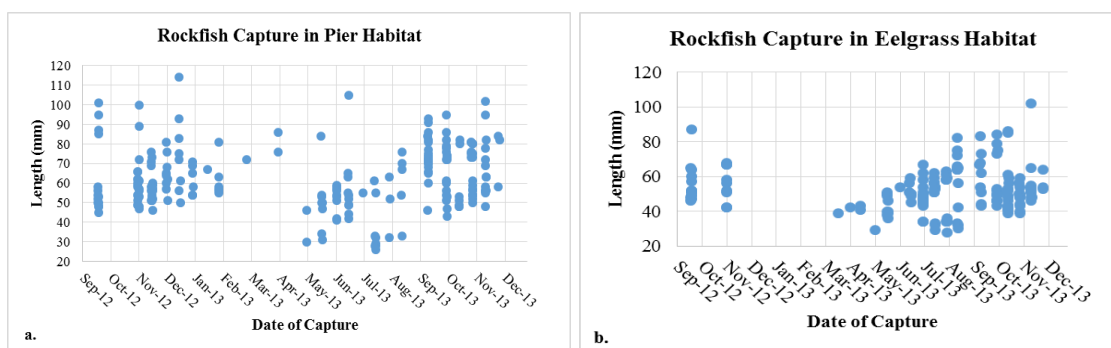 Rockfish Capture in Pier Habitat
120
110
100
90
80
70
60
50
40
30
20
Length (mm)
Sep-12
Oct-12
Nov-12
Dec-12
Jan-13
Feb-13
Mar-13
Apr-13
May-13
Jun-13
Jul-13
Aug-13
Sep-13
Oct-13
Nov-13
Dec-13
Date of Capture
a.
Rockfish Capture in Eelgrass Habitat
120
100
80
60
40
20
Length (mm)
Sep-12
Oct-12
Nov-12
Dec-12
Jan-13
Feb-13
Mar-13
Apr-13
May-13
Jun-13
Jul-13
Aug-13
Sep-13
Oct-13
Nov-13
Dec-13
Date of Capture
b.